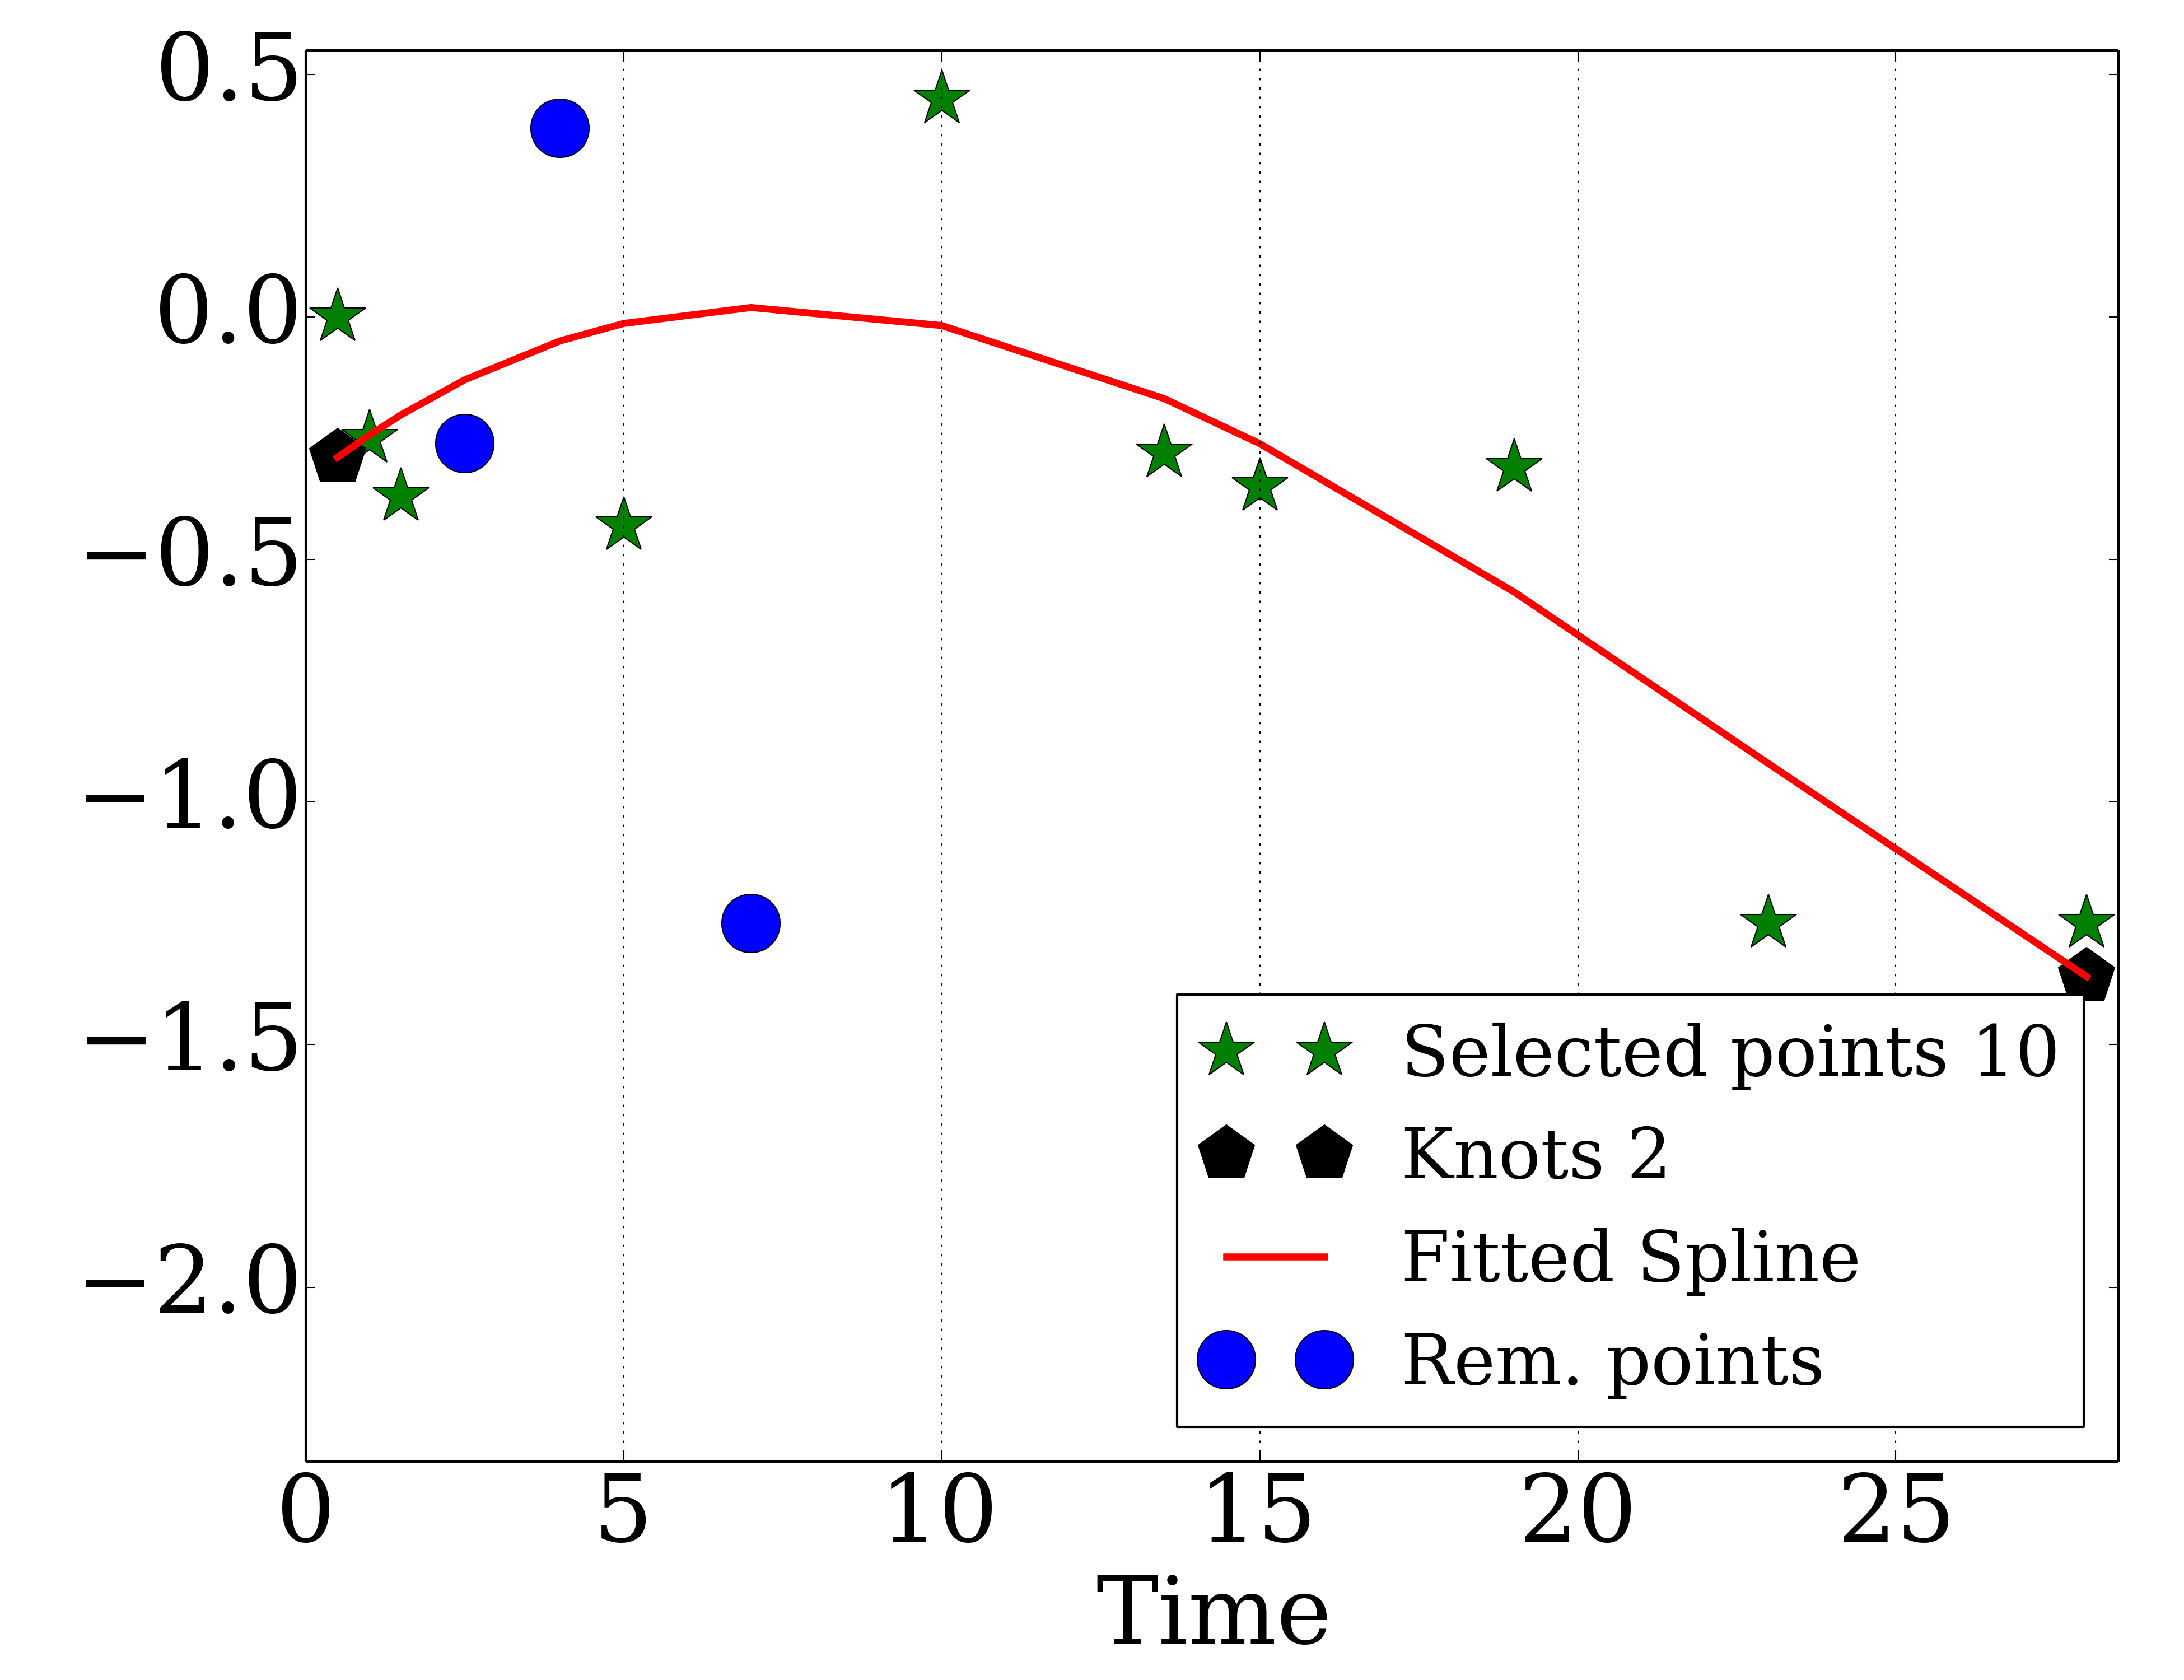 0.5
0.0
−0.5
−1.0
−1.5
−2.0
Selected points 10
Knots 2
Fitted Spline
Rem. points
0 5 10 15 20 25
Time